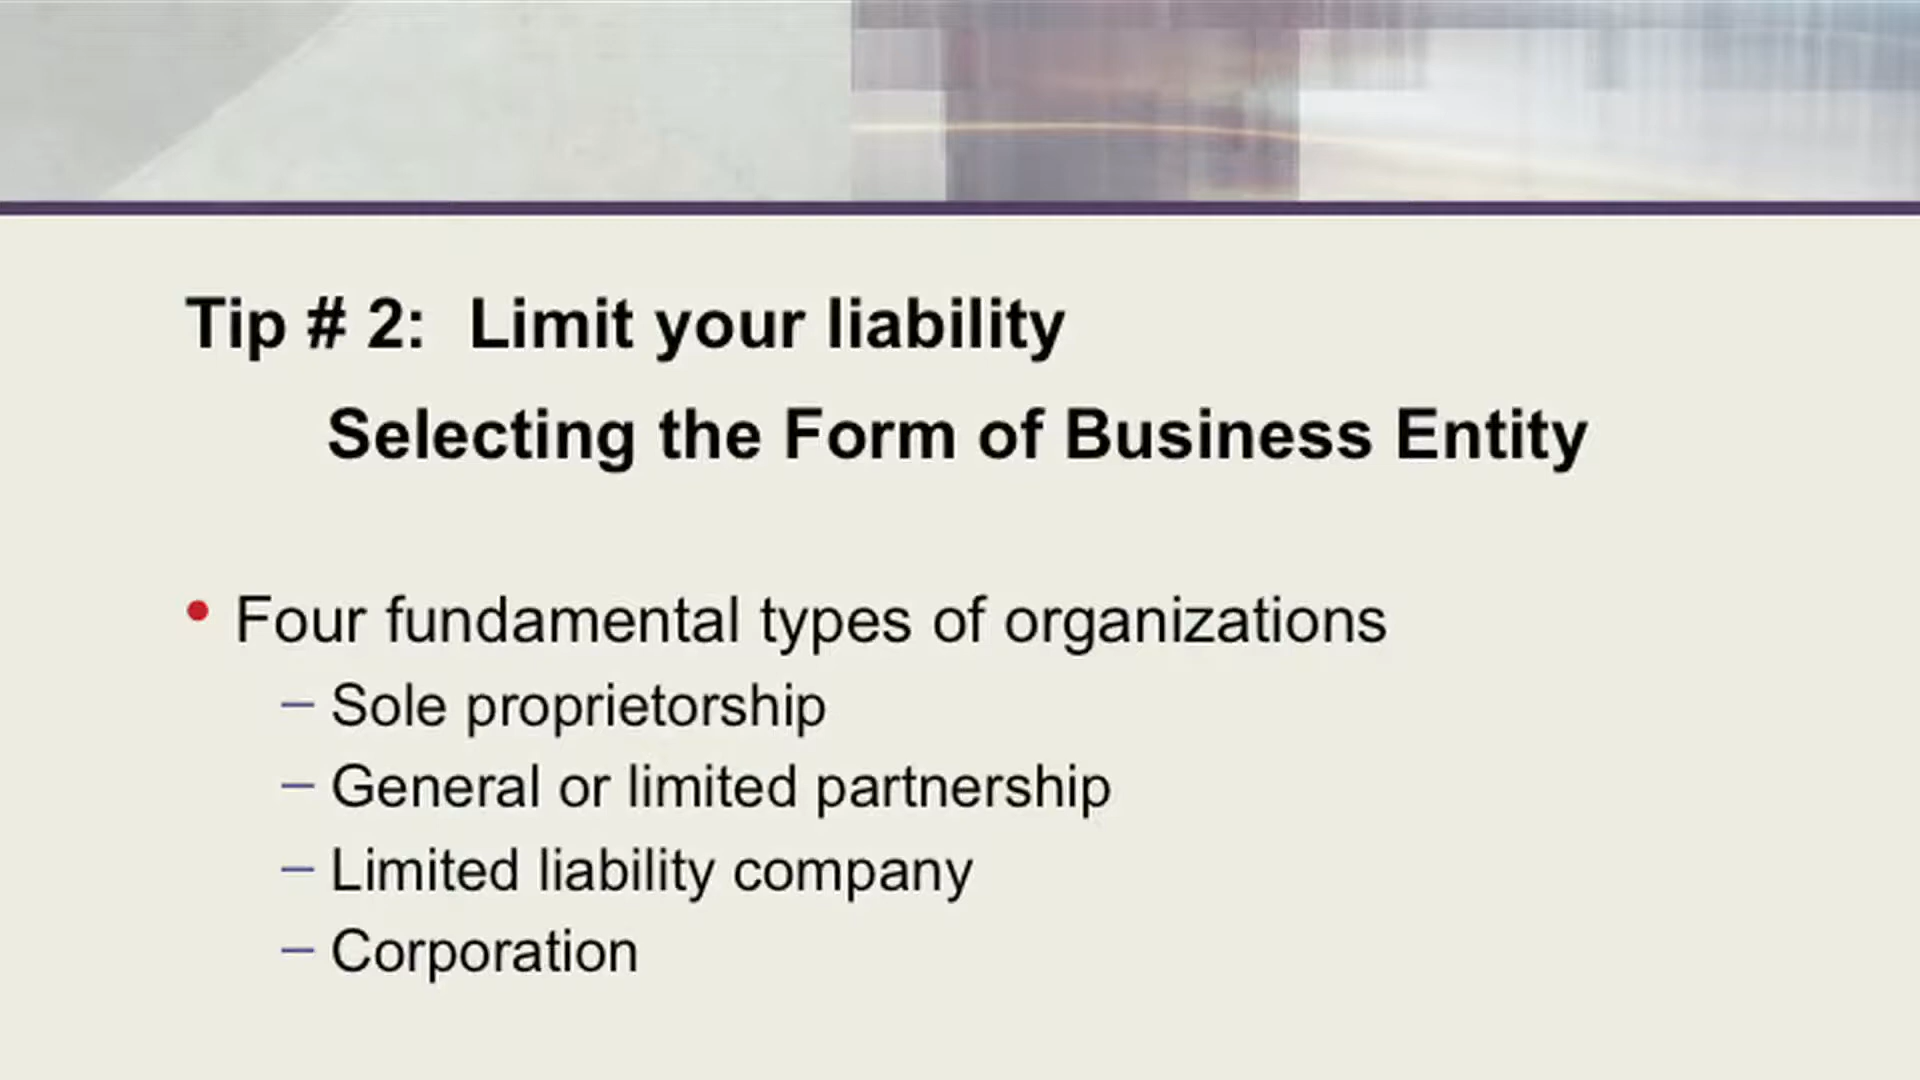 Tip # 2:  Limit your liability
Selecting the Form of Business Entity
• Four fundamental types of organizations
– Sole proprietorship
– General or limited partnership
– Limited liability company
– Corporation